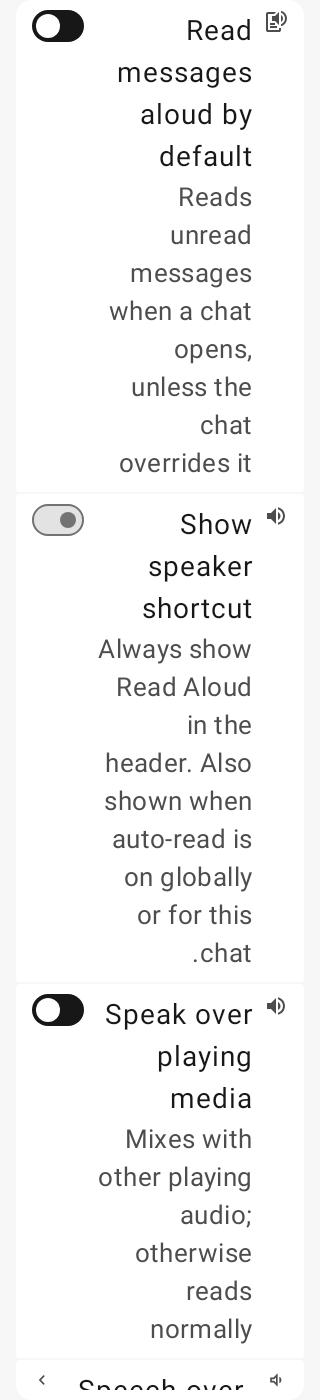 Read
messages
aloud by
default
Reads
unread
messages
when a chat
opens,
unless the
chat
overrides it
Show
speaker
shortcut
Always show
Read Aloud
in the
header. Also
shown when
auto-read is
on globally
or for this
.chat
Speak over
playing
media
Mixes with
other playing
audio;
otherwise
reads
normally
Speech over